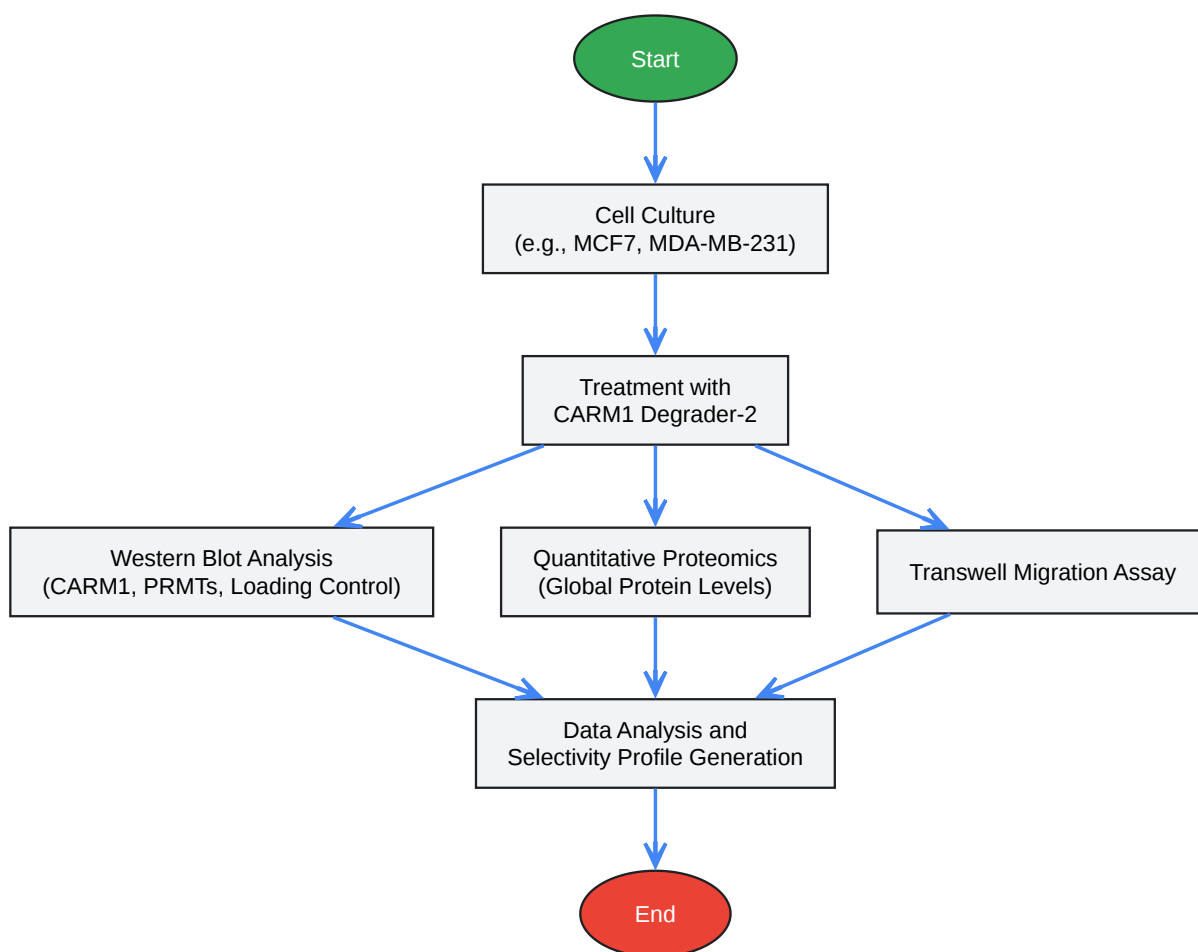 Start
Cell Culture
(e.g., MCF7, MDA-MB-231)
Treatment with
CARM1 Degrader-2
Western Blot Analysis
(CARM1, PRMTs, Loading Control)
Quantitative Proteomics
(Global Protein Levels)
Transwell Migration Assay
Data Analysis and
Selectivity Profile Generation
End